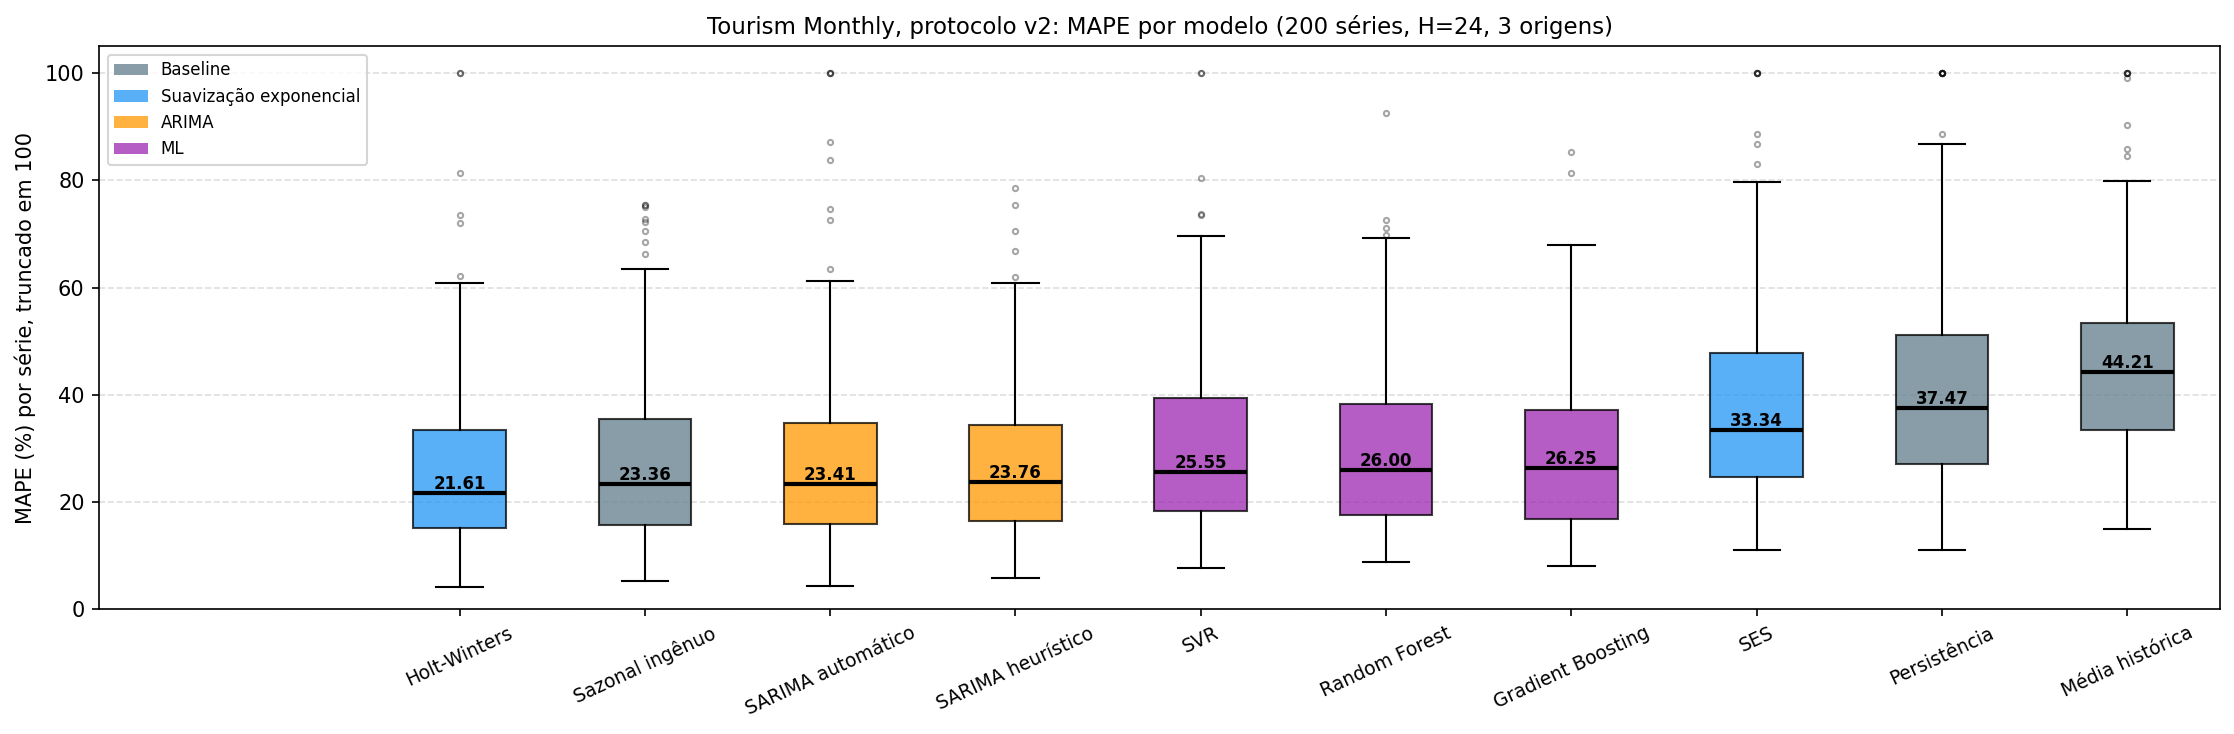 Tourism Monthly, protocolo v2: MAPE por modelo (200 séries, H=24, 3 origens)
MAPE (%) por série, truncado em 100
100
80
60
40
20
0
Baseline
Suavização exponencial
ARIMA
ML
21.61
23.36
23.41
23.76
25.55
26.00
26.25
33.34
37.47
44.21
Holt-Winters
Sazonal ingênuo
SARIMA automático
SARIMA heurístico
SVR
Random Forest
Gradient Boosting
SES
Persistência
Média histórica